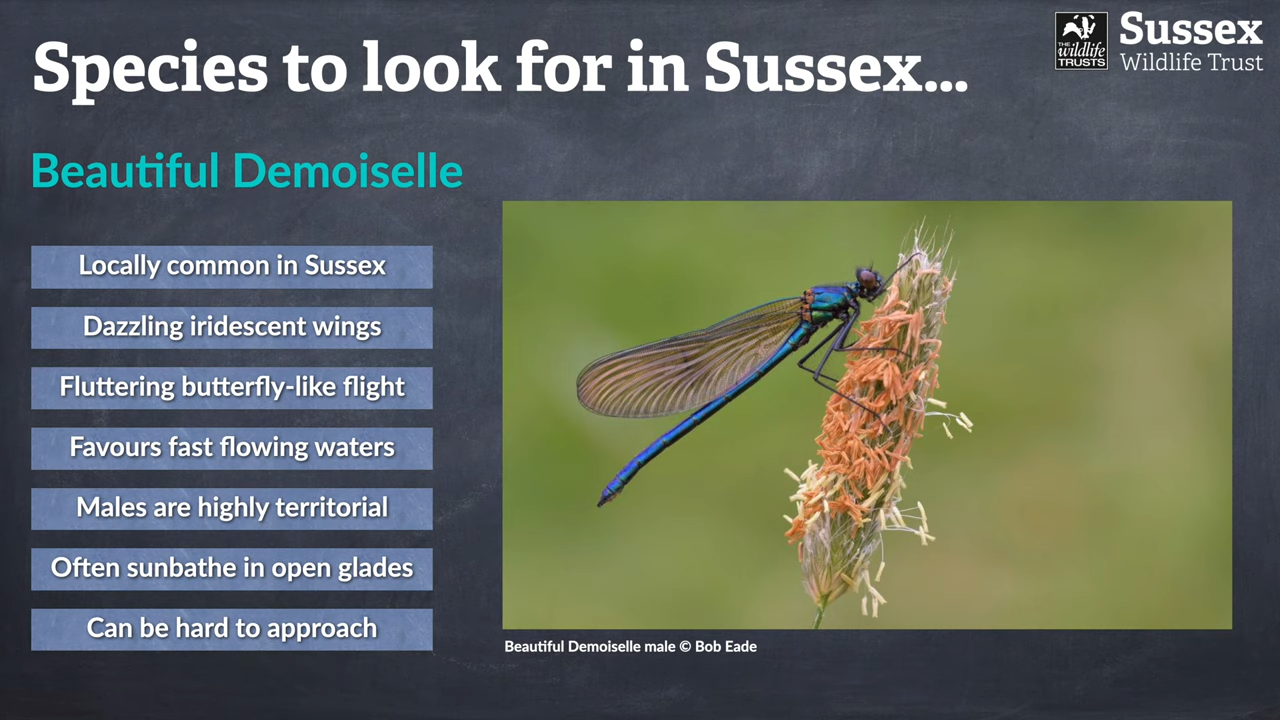 Species to look for in Sussex...
THE
wildlife
TRUSTS
Sussex
Wildlife Trust
Beautiful Demoiselle
Locally common in Sussex
Dazzling iridescent wings
Fluttering butterfly-like flight
Favours fast flowing waters
Males are highly territorial
Often sunbathe in open glades
Can be hard to approach
Beautiful Demoiselle male © Bob Eade